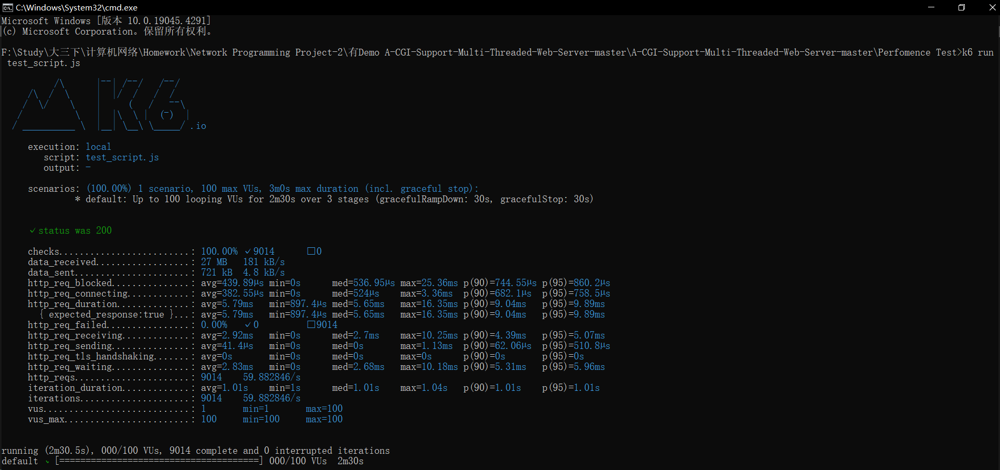 C:\Windows\System32\cmd.exe
Microsoft Windows [版本 10.0.19045.4291]
(c) Microsoft Corporation。保留所有权利。
F:\Study\大三下\计算机网络\Homework\Network Programming Project-2\有Demo A-CGI-Support-Multi-Threaded-Web-Server-master\A-CGI-Support-Multi-Threaded-Web-Server-master\Perfomence Test>k6 run
test_script.js
.io
execution: local
script: test_script.js
output: -
scenarios: (100.00%) 1 scenario, 100 max VUs, 3m0s max duration (incl. graceful stop):
* default: Up to 100 looping VUs for 2m30s over 3 stages (gracefulRampDown: 30s, gracefulStop: 30s)
✓ status was 200
checks.........................: 100.00% ✓ 9014 □0
data_received..................: 27 MB 181 kB/s
data_sent......................: 721 kB 4.8 kB/s
http_req_blocked...............: avg=439.89µs min=0s med=536.95µs max=25.36ms p(90)=744.55µs p(95)=860.2µs
http_req_connecting............: avg=382.55µs min=0s med=524µs max=3.36ms p(90)=682.1µs p(95)=758.5µs
http_req_duration..............: avg=5.79ms min=897.4µs med=5.65ms max=16.35ms p(90)=9.04ms p(95)=9.89ms
{ expected_response:true }...: avg=5.79ms min=897.4µs med=5.65ms max=16.35ms p(90)=9.04ms p(95)=9.89ms
http_req_failed................: 0.00% ✓ 0 □9014
http_req_receiving.............: avg=2.92ms min=0s med=2.7ms max=10.25ms p(90)=4.39ms p(95)=5.07ms
http_req_sending...............: avg=41.4µs min=0s med=0s max=1.13ms p(90)=62.06µs p(95)=510.8µs
http_req_tls_handshaking.......: avg=0s min=0s med=0s max=0s p(90)=0s p(95)=0s
http_req_waiting...............: avg=2.83ms min=0s med=2.68ms max=10.18ms p(90)=5.31ms p(95)=5.96ms
http_reqs......................: 9014 59.882846/s
iteration_duration.............: avg=1.01s min=1s med=1.01s max=1.04s p(90)=1.01s p(95)=1.01s
iterations.....................: 9014 59.882846/s
vus............................: 1 min=1 max=100
vus_max........................: 100 min=100 max=100
running (2m30.5s), 000/100 VUs, 9014 complete and 0 interrupted iterations
default ✓ [======================================] 000/100 VUs 2m30s